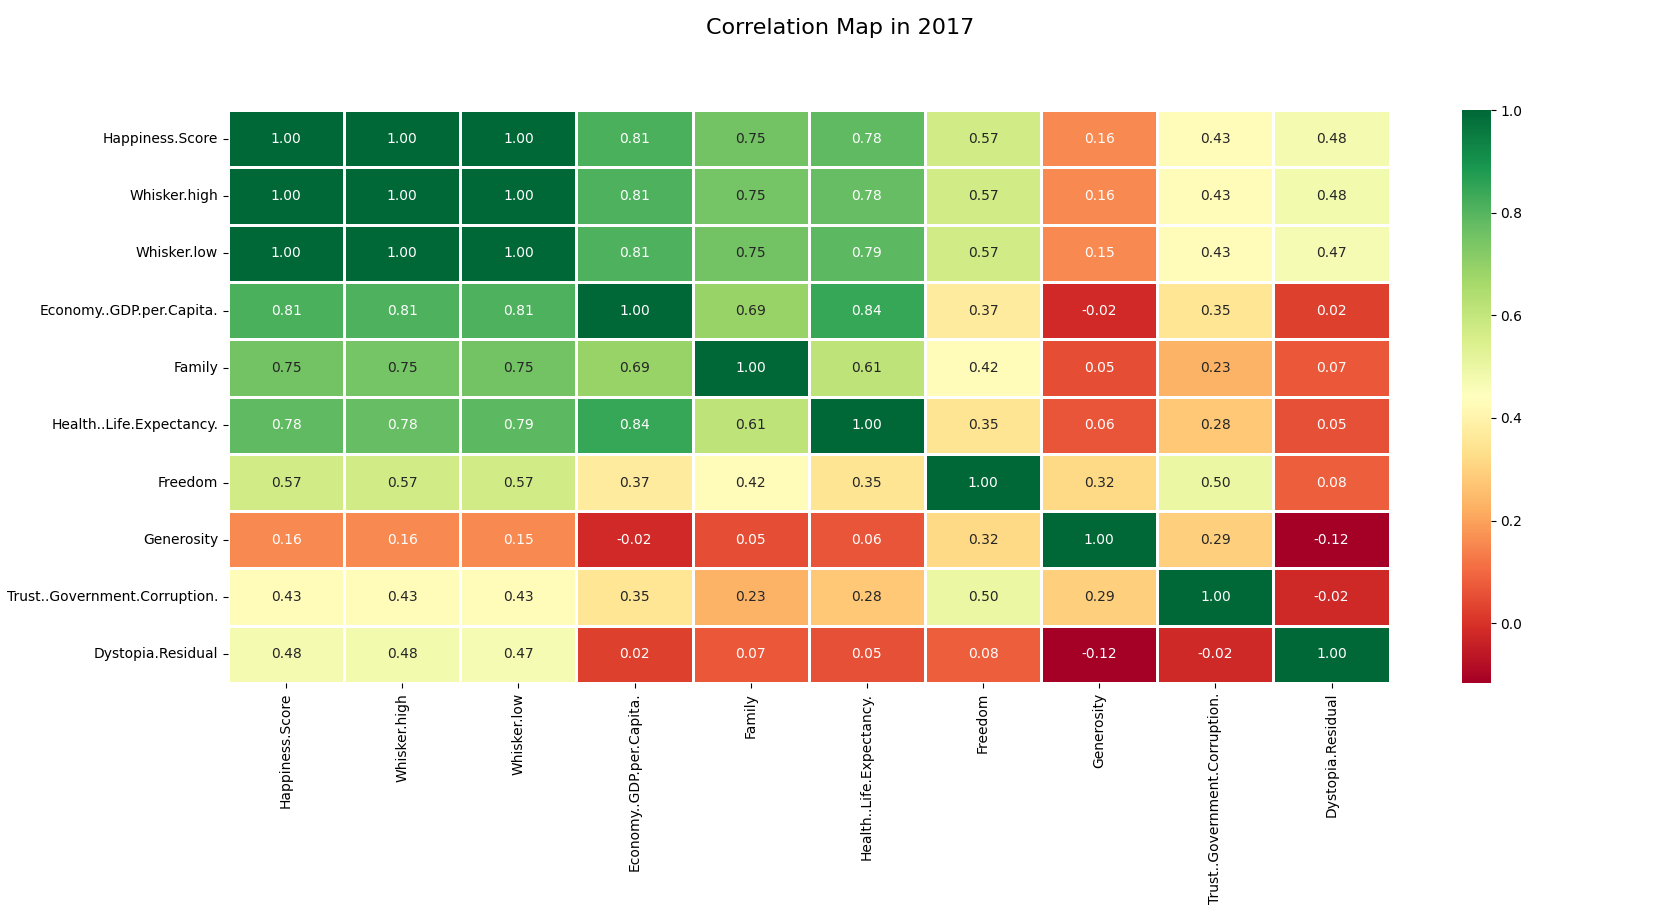 Correlation Map in 2017
Happiness.Score 1.00 1.00 1.00 0.81 0.75 0.78 0.57 0.16 0.43 0.48
Whisker.high 1.00 1.00 1.00 0.81 0.75 0.78 0.57 0.16 0.43 0.48
Whisker.low 1.00 1.00 1.00 0.81 0.75 0.79 0.57 0.15 0.43 0.47
Economy..GDP.per.Capita. 0.81 0.81 0.81 1.00 0.69 0.84 0.37 -0.02 0.35 0.02
Family 0.75 0.75 0.75 0.69 1.00 0.61 0.42 0.05 0.23 0.07
Health..Life.Expectancy. 0.78 0.78 0.79 0.84 0.61 1.00 0.35 0.06 0.28 0.05
Freedom 0.57 0.57 0.57 0.37 0.42 0.35 1.00 0.32 0.50 0.08
Generosity 0.16 0.16 0.15 -0.02 0.05 0.06 0.32 1.00 0.29 -0.12
Trust..Government.Corruption. 0.43 0.43 0.43 0.35 0.23 0.28 0.50 0.29 1.00 -0.02
Dystopia.Residual 0.48 0.48 0.47 0.02 0.07 0.05 0.08 -0.12 -0.02 1.00
Happiness.Score
Whisker.high
Whisker.low
Economy..GDP.per.Capita.
Family
Health..Life.Expectancy.
Freedom
Generosity
Trust..Government.Corruption.
Dystopia.Residual
1.0
0.8
0.6
0.4
0.2
0.0